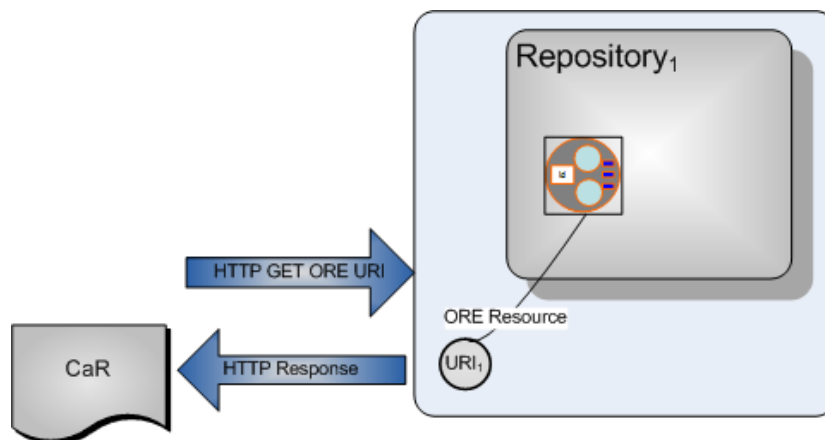 Repository₁
HTTP GET ORE URI
ORE Resource
CaR
HTTP Response
URI₁